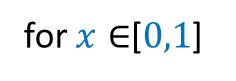 for x ∈[0,1]